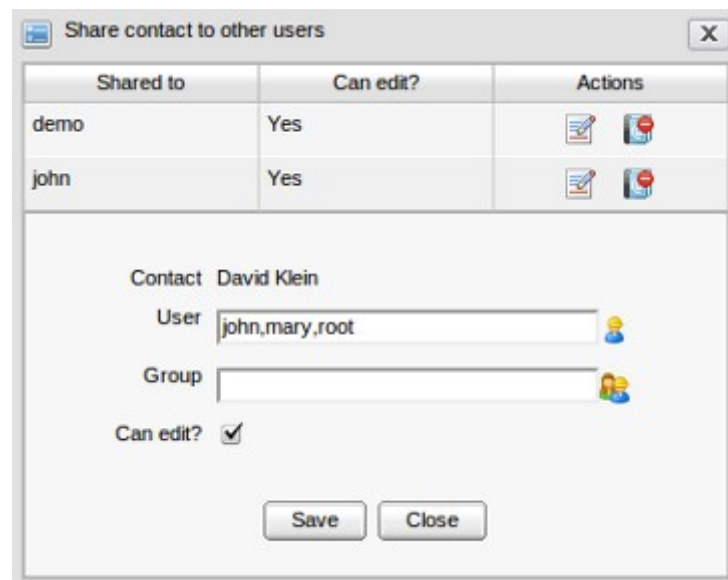 Share contact to other users
Shared to Can edit? Actions
demo Yes
john Yes
Contact David Klein
User john,mary,root
Group
Can edit?
Save Close